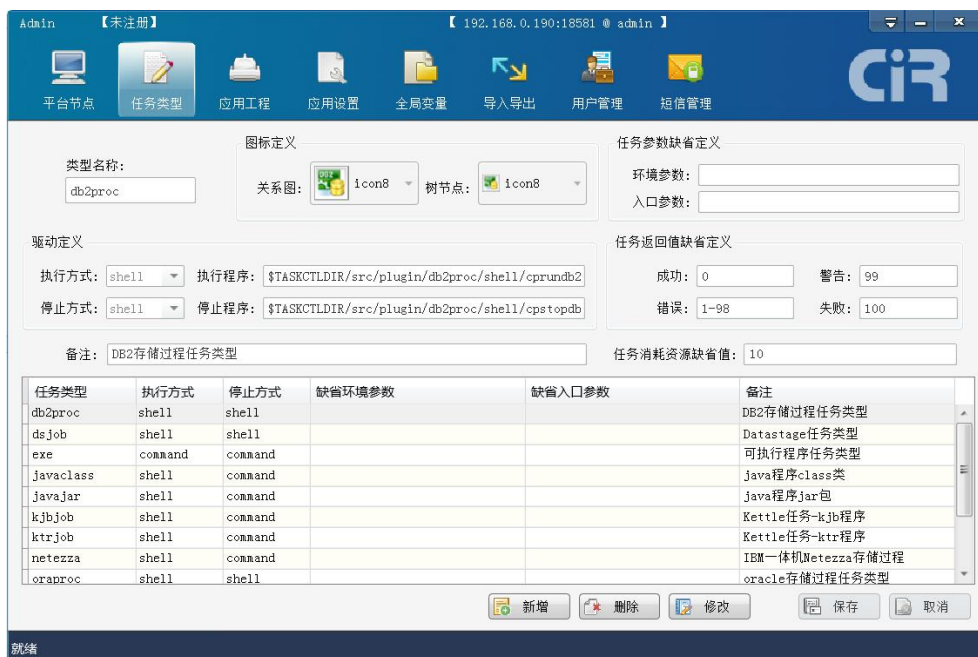 Admin 【未注册】 【 192.168.0.190:18581 @ admin 】
平台节点 任务类型 应用工程 应用设置 全局变量 导入导出 用户管理 短信管理
CiR
图标定义 任务参数缺省定义
类型名称:
db2proc
关系图: icon8 树节点: icon8
环境参数:
入口参数:
驱动定义 任务返回值缺省定义
执行方式: shell 执行程序: $TASKCTLDIR/src/plugin/db2proc/shell/cprundb2 成功: 0 警告: 99
停止方式: shell 停止程序: $TASKCTLDIR/src/plugin/db2proc/shell/cpstopdb 错误: 1-98 失败: 100
备注: DB2存储过程任务类型 任务消耗资源缺省值: 10
任务类型 执行方式 停止方式 缺省环境参数 缺省入口参数 备注
db2proc shell shell DB2存储过程任务类型
dsjob shell shell Datastage任务类型
exe command command 可执行程序任务类型
javaclass shell command java程序class类
javajar shell command java程序jar包
kjbjob shell command Kettle任务-kjb程序
ktrjob shell command Kettle任务-ktr程序
netezza shell command IBM一体机Netezza存储过程
oraproc shell shell oracle存储过程任务类型
新增 删除 修改 保存 取消
就绪